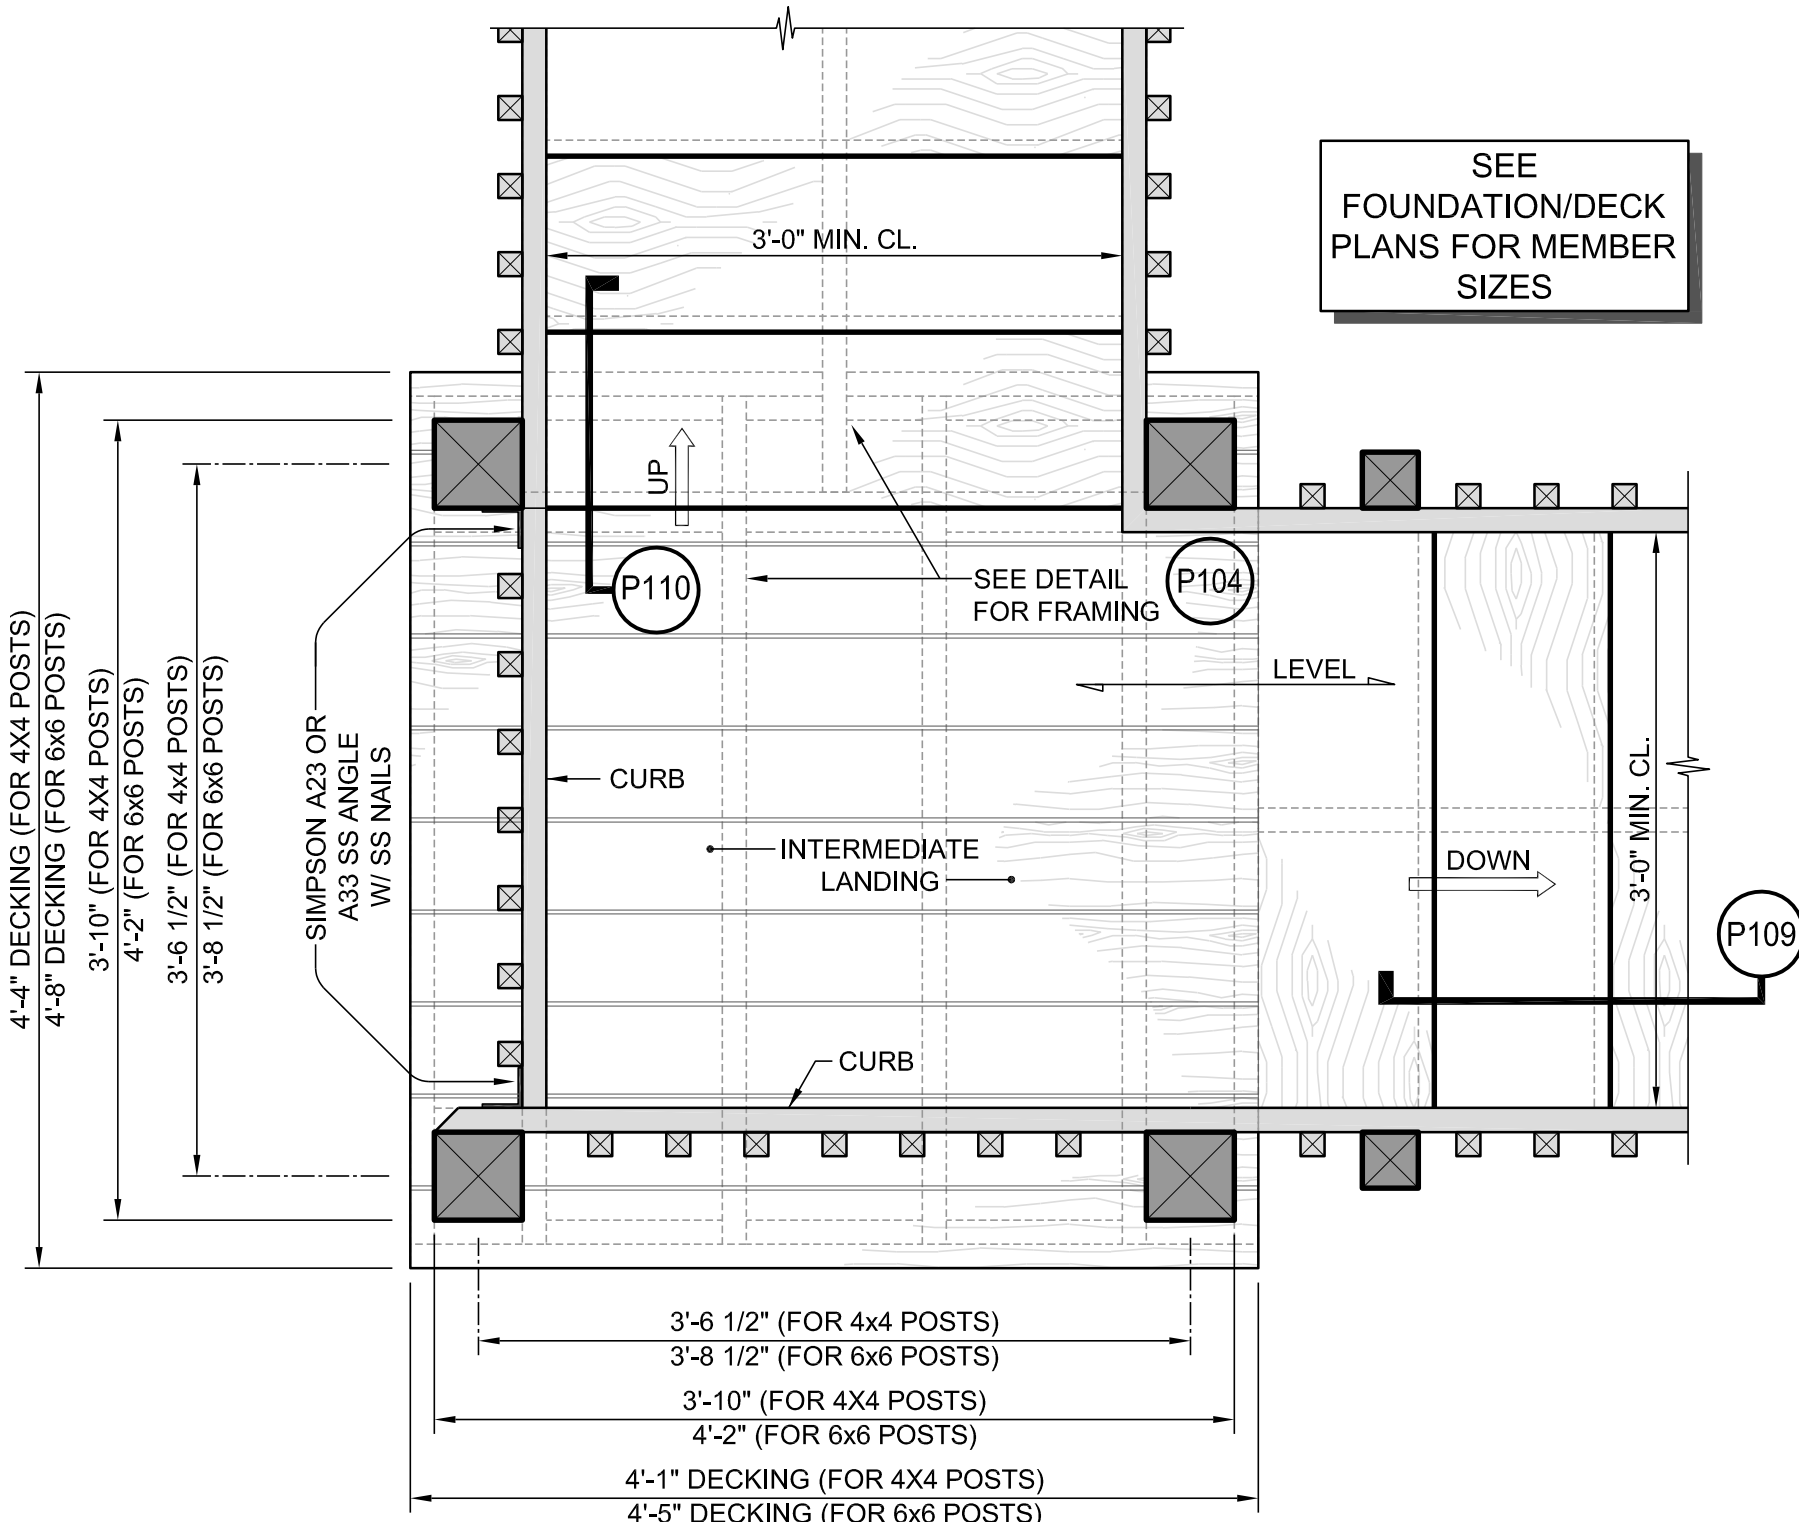 SEE
FOUNDATION/DECK
PLANS FOR MEMBER
SIZES
3'-0" MIN. CL.
UP
P110
SEE DETAIL
FOR FRAMING
P104
LEVEL
CURB
INTERMEDIATE
LANDING
DOWN
3'-0" MIN. CL.
P109
CURB
4'-4" DECKING (FOR 4X4 POSTS)
4'-8" DECKING (FOR 6x6 POSTS)
3'-10" (FOR 4X4 POSTS)
4'-2" (FOR 6x6 POSTS)
3'-6 1/2" (FOR 4x4 POSTS)
3'-8 1/2" (FOR 6x6 POSTS)
SIMPSON A23 OR
A33 SS ANGLE
W/ SS NAILS
3'-6 1/2" (FOR 4x4 POSTS)
3'-8 1/2" (FOR 6x6 POSTS)
3'-10" (FOR 4X4 POSTS)
4'-2" (FOR 6x6 POSTS)
4'-1" DECKING (FOR 4X4 POSTS)
4'-5" DECKING (FOR 6x6 POSTS)